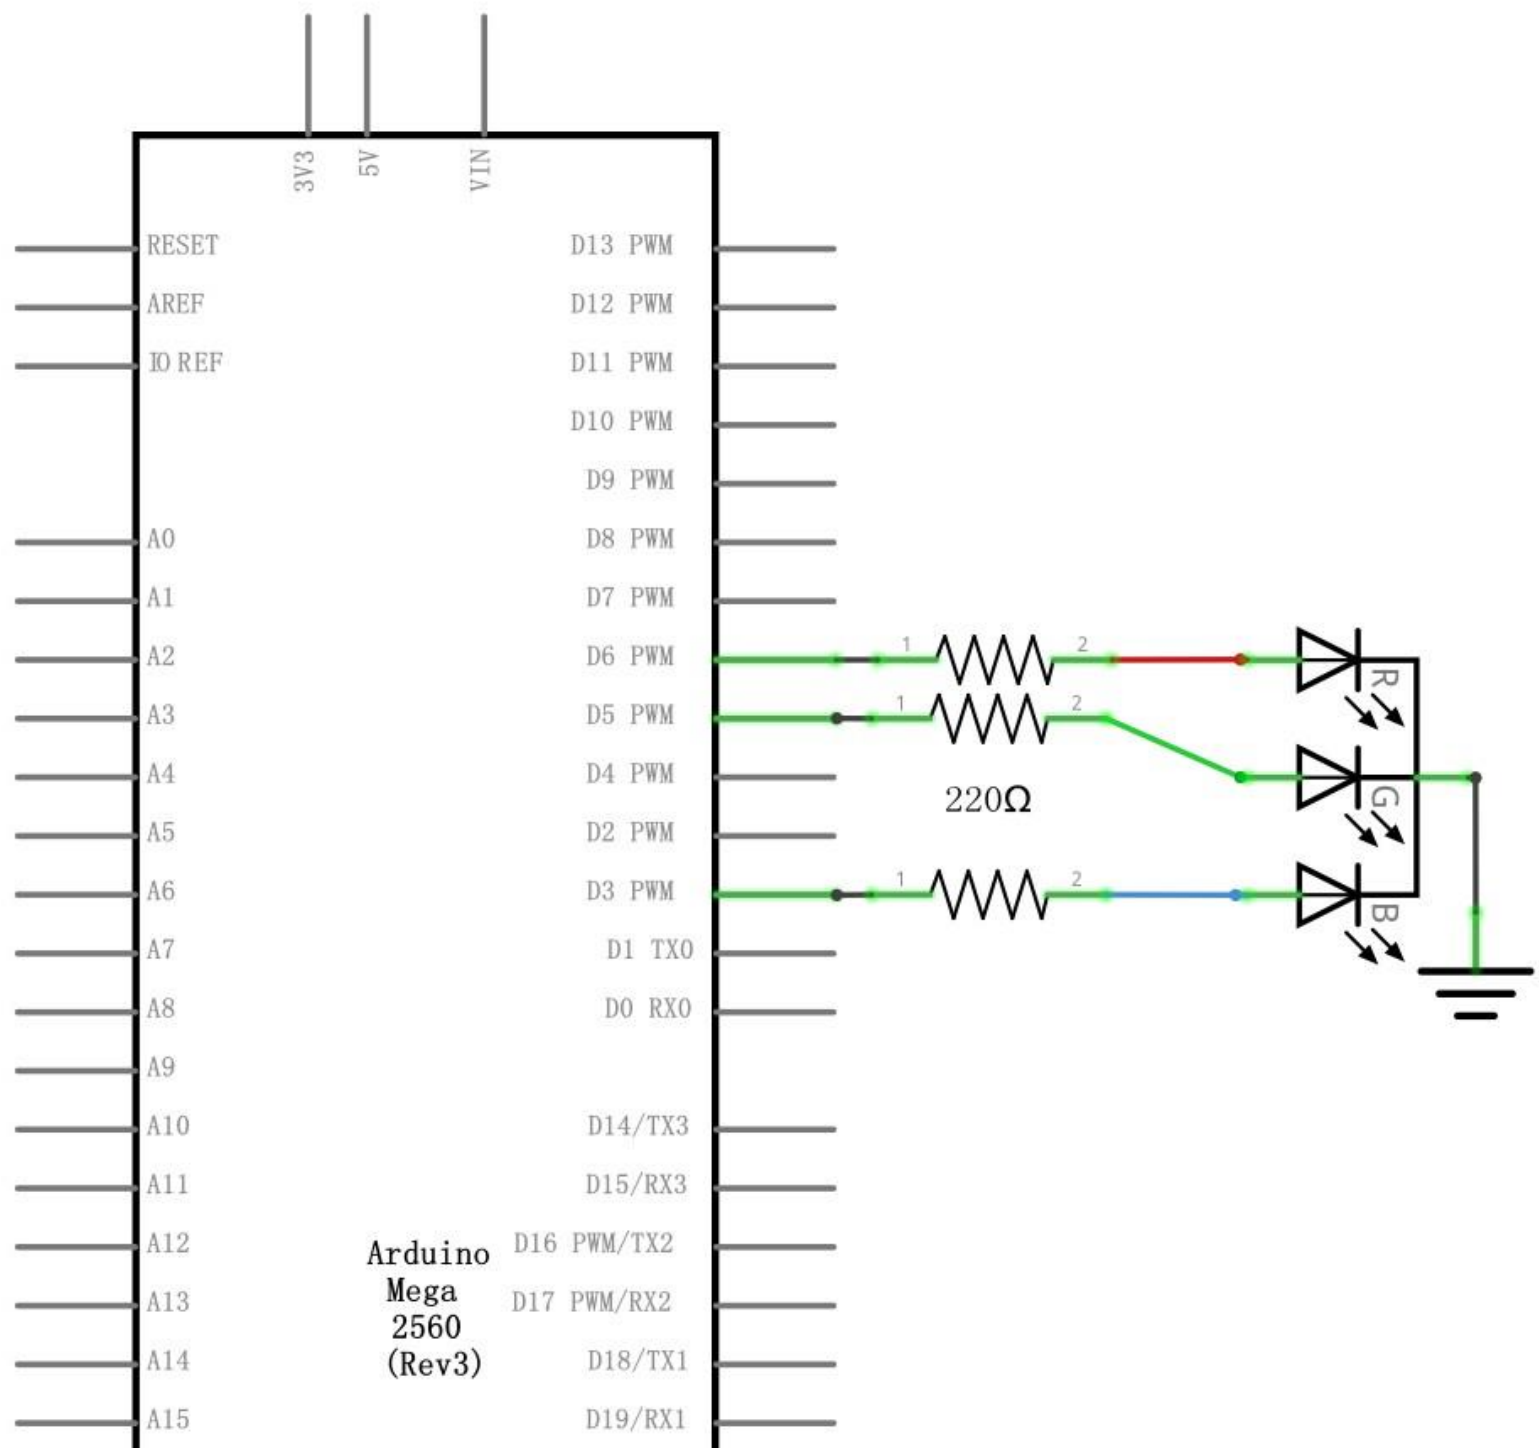 3V3
5V
VIN
RESET
AREF
IO REF
A0
A1
A2
A3
A4
A5
A6
A7
A8
A9
A10
A11
A12
A13
A14
A15
D13 PWM
D12 PWM
D11 PWM
D10 PWM
D9 PWM
D8 PWM
D7 PWM
D6 PWM
D5 PWM
D4 PWM
D2 PWM
D3 PWM
D1 TX0
D0 RX0
D14/TX3
D15/RX3
D16 PWM/TX2
D17 PWM/RX2
D18/TX1
D19/RX1
Arduino
Mega
2560
(Rev3)
1 2
1 2
220Ω
1 2
R
G
B